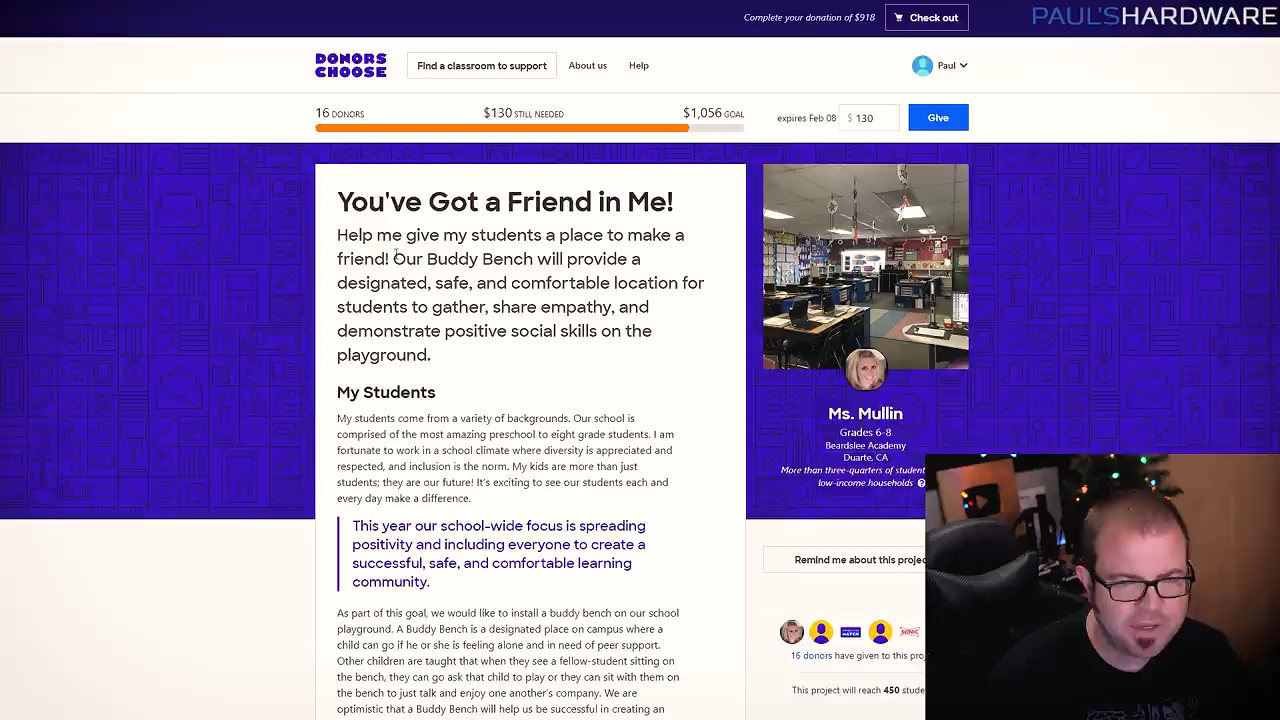 Complete your donation of $918
Check out
PAUL'SHARDWARE
DONORS
CHOOSE
Find a classroom to support
About us
Help
Paul
16 DONORS
$130 STILL NEEDED
$1,056 GOAL
expires Feb 08
$ 130
Give
You've Got a Friend in Me!
Help me give my students a place to make a
friend! Our Buddy Bench will provide a
designated, safe, and comfortable location for
students to gather, share empathy, and
demonstrate positive social skills on the
playground.
My Students
My students come from a variety of backgrounds. Our school is
comprised of the most amazing preschool to eight grade students. I am
fortunate to work in a school climate where diversity is appreciated and
respected, and inclusion is the norm. My kids are more than just
students; they are our future! It's exciting to see our students each and
every day make a difference.
This year our school-wide focus is spreading
positivity and including everyone to create a
successful, safe, and comfortable learning
community.
As part of this goal, we would like to install a buddy bench on our school
playground. A Buddy Bench is a designated place on campus where a
child can go if he or she is feeling alone and in need of peer support.
Other children are taught that when they see a fellow-student sitting on
the bench, they can go ask that child to play or they can sit with them on
the bench to just talk and enjoy one another's company. We are
optimistic that a Buddy Bench will help us be successful in creating an
Ms. Mullin
Grades 6-8
Beardslee Academy
Duarte, CA
More than three-quarters of student
low-income households
Remind me about this projec
MATCH
SONIC
16 donors have given to this proj
This project will reach 450 stude